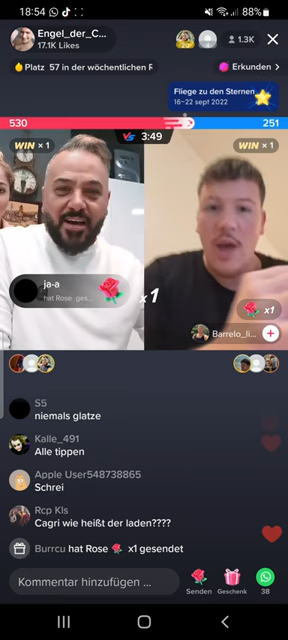 18:54
88%
Engel_der_C...
17.1K Likes
1.3K
Platz 57 in der wöchentlichen R
Erkunden >
Fliege zu den Sternen
16~22 sept 2022
530
251
WIN × 1
VS 3:49
WIN × 1
ja-a
hat Rose ges...
x1
x1
Barrelo_li...
S5
niemals glatze
Kalle_491
Alle tippen
Apple User548738865
Schrei
Rcp Kls
Cagri wie heißt der laden????
Burrcu hat Rose x1 gesendet
Kommentar hinzufügen ...
Senden
Geschenk
38